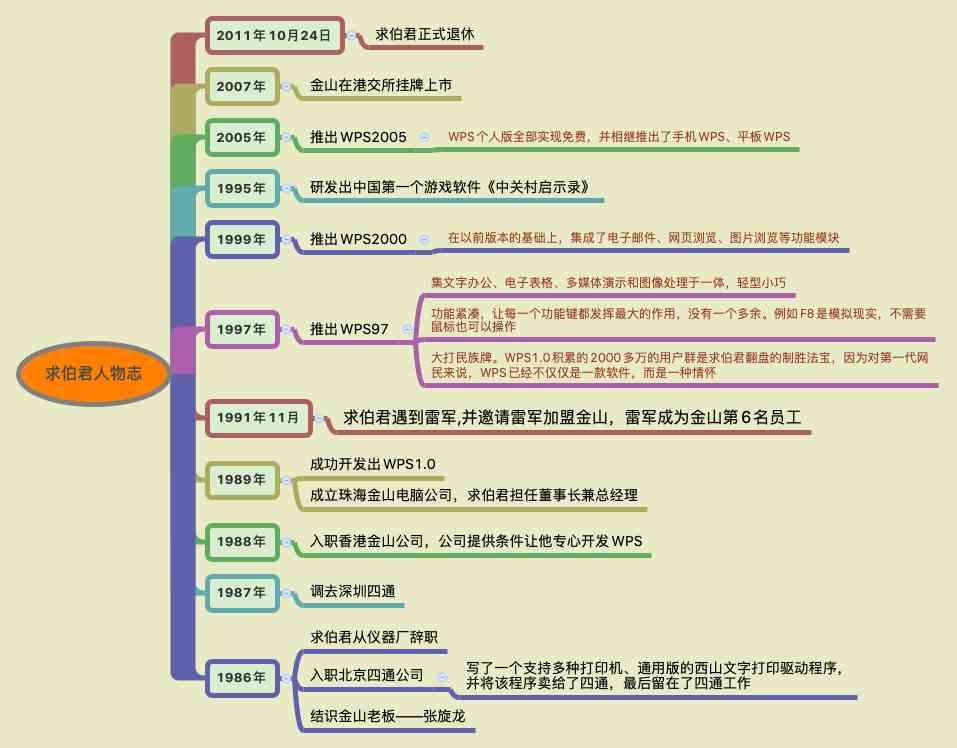 2011年10月24日
求伯君正式退休
2007年
金山在港交所挂牌上市
2005年
推出WPS2005
WPS个人版全部实现免费，并相继推出了手机WPS、平板WPS
1995年
研发出中国第一个游戏软件《中关村启示录》
1999年
推出WPS2000
在以前版本的基础上，集成了电子邮件、网页浏览、图片浏览等功能模块
1997年
推出WPS97
集文字办公、电子表格、多媒体演示和图像处理于一体，轻型小巧
功能紧凑，让每一个功能键都发挥最大的作用，没有一个多余。例如F8是模拟现实，不需要
鼠标也可以操作
大打民族牌。WPS1.0积累的2000多万的用户群是求伯君翻盘的制胜法宝，因为对第一代网
民来说，WPS已经不仅仅是一款软件，而是一种情怀
求伯君人物志
1991年11月
求伯君遇到雷军,并邀请雷军加盟金山，雷军成为金山第6名员工
1989年
成功开发出WPS1.0
成立珠海金山电脑公司，求伯君担任董事长兼总经理
1988年
入职香港金山公司，公司提供条件让他专心开发WPS
1987年
调去深圳四通
1986年
求伯君从仪器厂辞职
入职北京四通公司
写了一个支持多种打印机、通用版的西山文字打印驱动程序，
并将该程序卖给了四通，最后留在了四通工作
结识金山老板——张旋龙